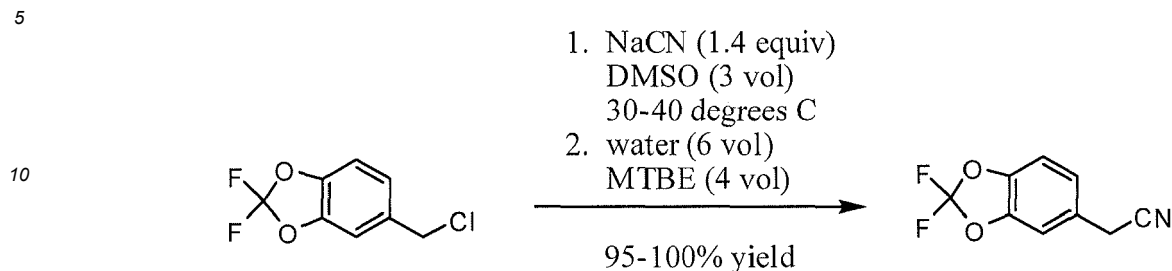 5
1. NaCN (1.4 equiv)
DMSO (3 vol)
30-40 degrees C
2. water (6 vol)
MTBE (4 vol)
10
F
O
F
O
Cl
F
O
F
O
CN
95-100% yield